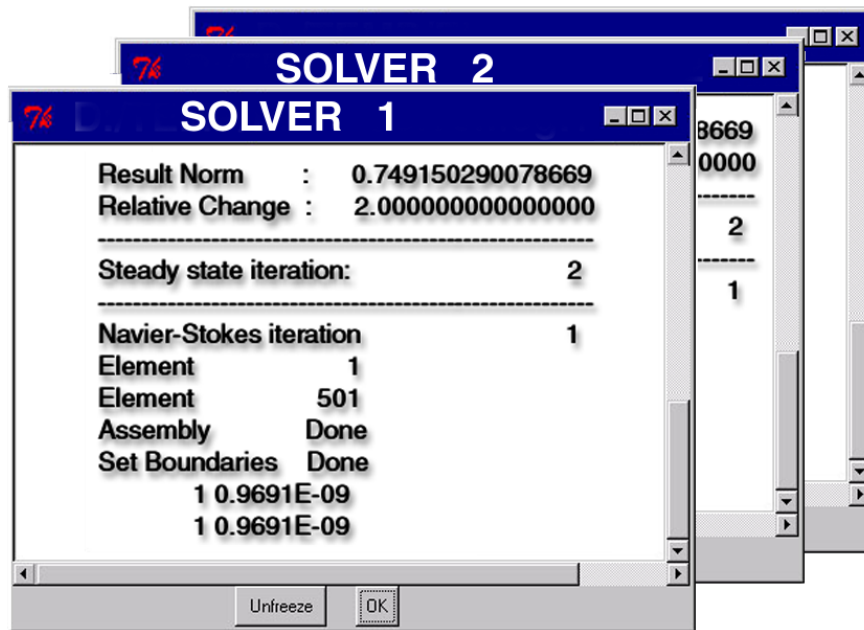 SOLVER 2
SOLVER 1
8669
0000
-------
2
-------
1
Result Norm : 0.749150290078669
Relative Change : 2.000000000000000
---------------------------------------------------------------
Steady state iteration: 2
---------------------------------------------------------------
Navier-Stokes iteration 1
Element 1
Element 501
Assembly Done
Set Boundaries Done
1 0.9691E-09
1 0.9691E-09
Unfreeze OK